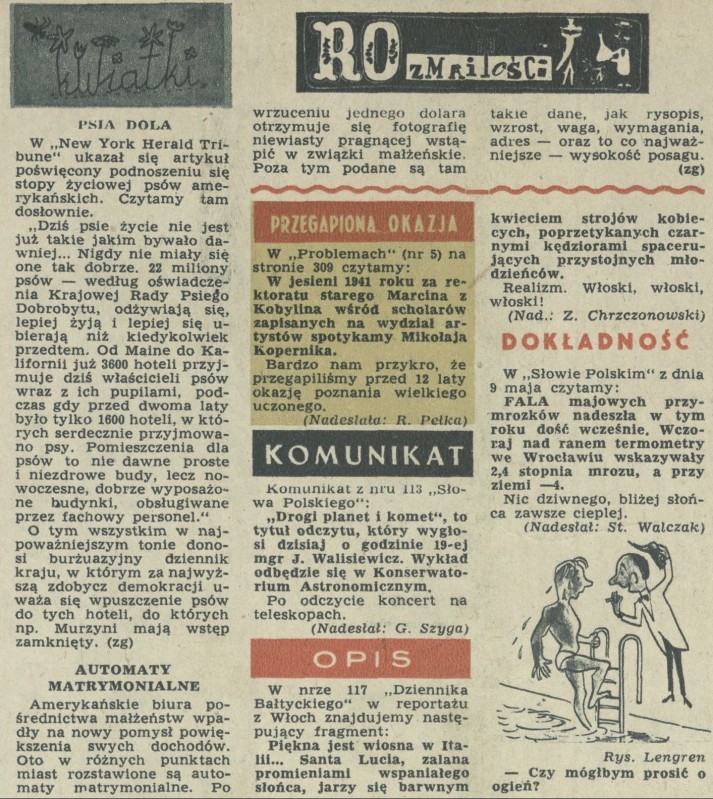 kwiatki
ROZMAITOŚCI
PSIA DOLA
W „New York Herald Tri-
bune“ ukazał się artykuł
poświęcony podnoszeniu się
stopy życiowej psów ame-
rykańskich. Czytamy tam
dosłownie.
„Dziś psie życie nie jest
już takie jakim bywało da-
wniej... Nigdy nie miały się
one tak dobrze. 22 miliony
psów — według oświadcze-
nia Krajowej Rady Psiego
Dobrobytu, odżywiają się,
lepiej żyją i lepiej się u-
bierają niż kiedykolwiek
przedtem. Od Maine do Ka-
lifornii już 3600 hoteli przyj-
muje dziś właścicieli psów
wraz z ich pupilami, pod-
czas gdy przed dwoma laty
było tylko 1600 hoteli, w któ-
rych serdecznie przyjmowa-
no psy. Pomieszczenia dla
psów to nie dawne proste
i niezdrowe budy, lecz no-
woczesne, dobrze wyposażo-
ne budynki, obsługiwane
przez fachowy personel.“
O tym wszystkim w naj-
poważniejszym tonie dono-
si burżuazyjny dziennik
kraju, w którym za najwyż-
szą zdobycz demokracji u-
waża się wpuszczenie psów
do tych hoteli, do których
np. Murzyni mają wstęp
zamknięty. (zg)
AUTOMATY
MATRYMONIALNE
Amerykańskie biura po-
średnictwa małżeństw wpa-
dły na nowy pomysł powię-
kszenia swych dochodów.
Oto w różnych punktach
miast rozstawione są auto-
maty matrymonialne. Po
wrzuceniu jednego dolara
otrzymuje się fotografię
niewiasty pragnącej wstą-
pić w związki małżeńskie.
Poza tym podane są tam
takie dane, jak rysopis,
wzrost, waga, wymagania,
adres — oraz to co najważ-
niejsze — wysokość posagu.
(zg)
PRZEGAPIONA OKAZJA
W „Problemach“ (nr 5) na
stronie 309 czytamy:
W jesieni 1941 roku za re-
ktoratu starego Marcina z
Kobylina wśród scholarów
zapisanych na wydział ar-
tystów spotykamy Mikołaja
Kopernika.
Bardzo nam przykro, że
przegapiliśmy przed 12 laty
okazję poznania wielkiego
uczonego.
(Nadesłała: R. Pełka)
KOMUNIKAT
Komunikat z nru 113 „Sło-
wa Polskiego“:
„Drogi planet i komet“, to
tytuł odczytu, który wygło-
si dzisiaj o godzinie 19-ej
mgr J. Walisiewicz. Wykład
odbędzie się w Konserwato-
rium Astronomicznym.
Po odczycie koncert na
teleskopach.
(Nadesłał: G. Szyga)
OPIS
W nrze 117 „Dziennika
Bałtyckiego“ w reportażu
z Włoch znajdujemy nastę-
pujący fragment:
Piękna jest wiosna w Ita-
lii... Santa Lucia, zalana
promieniami wspaniałego
słońca, jarzy się barwnym
kwieciem strojów kobie-
cych, poprzetykanych czar-
nymi kędziorami spaceru-
jących przystojnych mło-
dzieńców.
Realizm. Włoski, włoski,
włoski!
(Nad.: Z. Chrzczonowski)
DOKŁADNOŚĆ
W „Słowie Polskim“ z dnia
9 maja czytamy:
FALA majowych przy-
mrozków nadeszła w tym
roku dość wcześnie. Wczo-
raj nad ranem termometry
we Wrocławiu wskazywały
2,4 stopnia mrozu, a przy
ziemi —4.
Nic dziwnego, bliżej słoń-
ca zawsze cieplej.
(Nadesłał: St. Walczak)
Rys. Lengren
— Czy mógłbym prosić o
ogień?